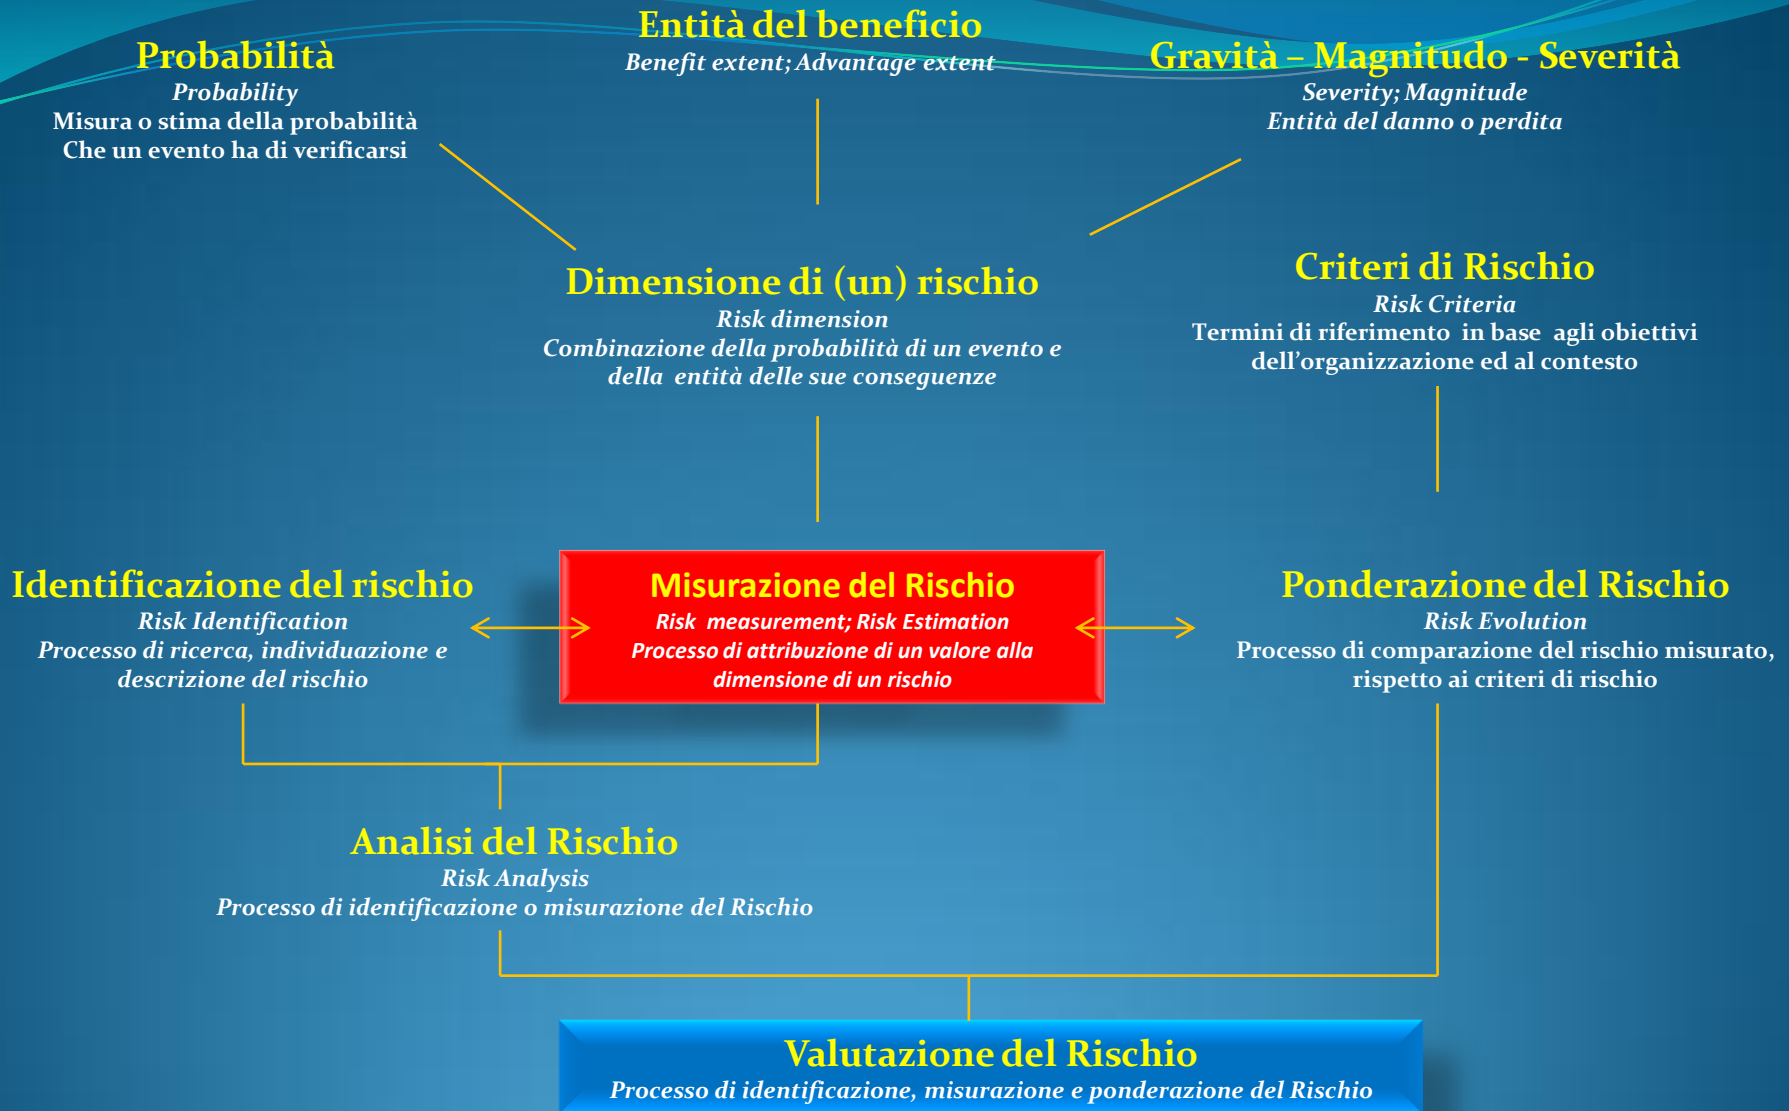 Probabilità
Probability
Misura o stima della probabilità
Che un evento ha di verificarsi
Entità del beneficio
Benefit extent; Advantage extent
Gravità – Magnitudo - Severità
Severity; Magnitude
Entità del danno o perdita
Dimensione di (un) rischio
Risk dimension
Combinazione della probabilità di un evento e
della entità delle sue conseguenze
Criteri di Rischio
Risk Criteria
Termini di riferimento in base agli obiettivi
dell’organizzazione ed al contesto
Identificazione del rischio
Risk Identification
Processo di ricerca, individuazione e
descrizione del rischio
Misurazione del Rischio
Risk measurement; Risk Estimation
Processo di attribuzione di un valore alla
dimensione di un rischio
Ponderazione del Rischio
Risk Evolution
Processo di comparazione del rischio misurato,
rispetto ai criteri di rischio
Analisi del Rischio
Risk Analysis
Processo di identificazione o misurazione del Rischio
Valutazione del Rischio
Processo di identificazione, misurazione e ponderazione del Rischio